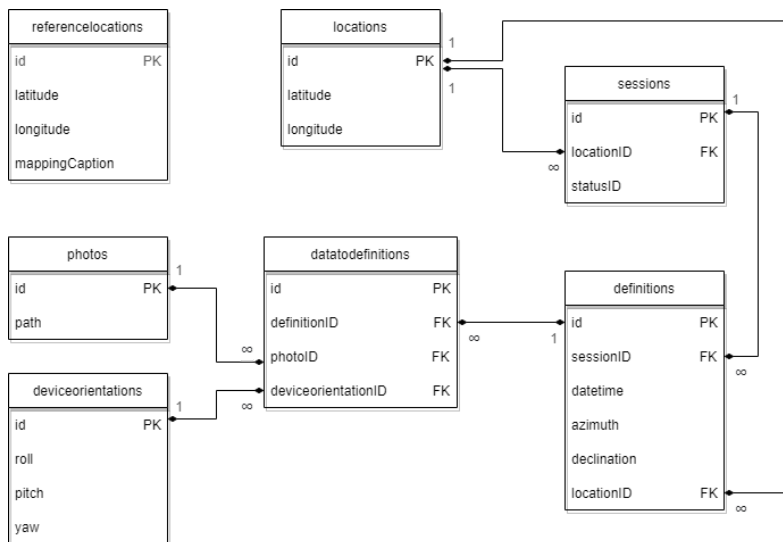 referencelocations
id PK
latitude
longitude
mappingCaption
locations
id PK
latitude
longitude
1
1
sessions
id PK
locationID FK
statusID
1
∞
photos
id PK
path
1
datatodefinitions
id PK
definitionID FK
photoID FK
deviceorientationID FK
∞
∞
∞
1
definitions
id PK
sessionID FK
datetime
azimuth
declination
locationID FK
∞
∞
deviceorientations
id PK
roll
pitch
yaw
1